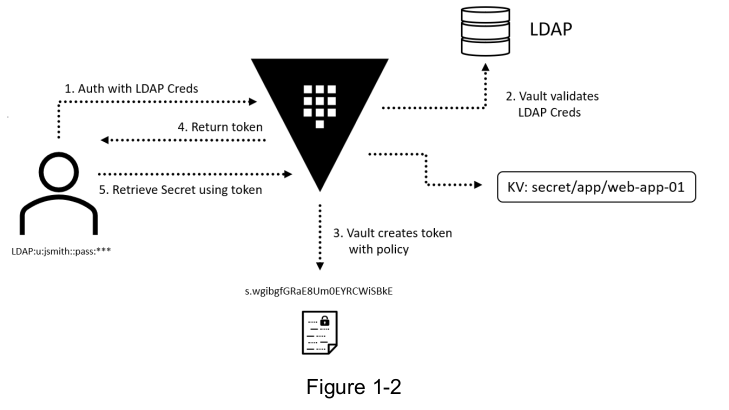 LDAP
1. Auth with LDAP Creds
2. Vault validates
LDAP Creds
4. Return token
5. Retrieve Secret using token
KV: secret/app/web-app-01
3. Vault creates token
with policy
LDAP:u:jsmith::pass:***
s.wgibgfGRaE8Um0EYRCWiSBkE
Figure 1-2